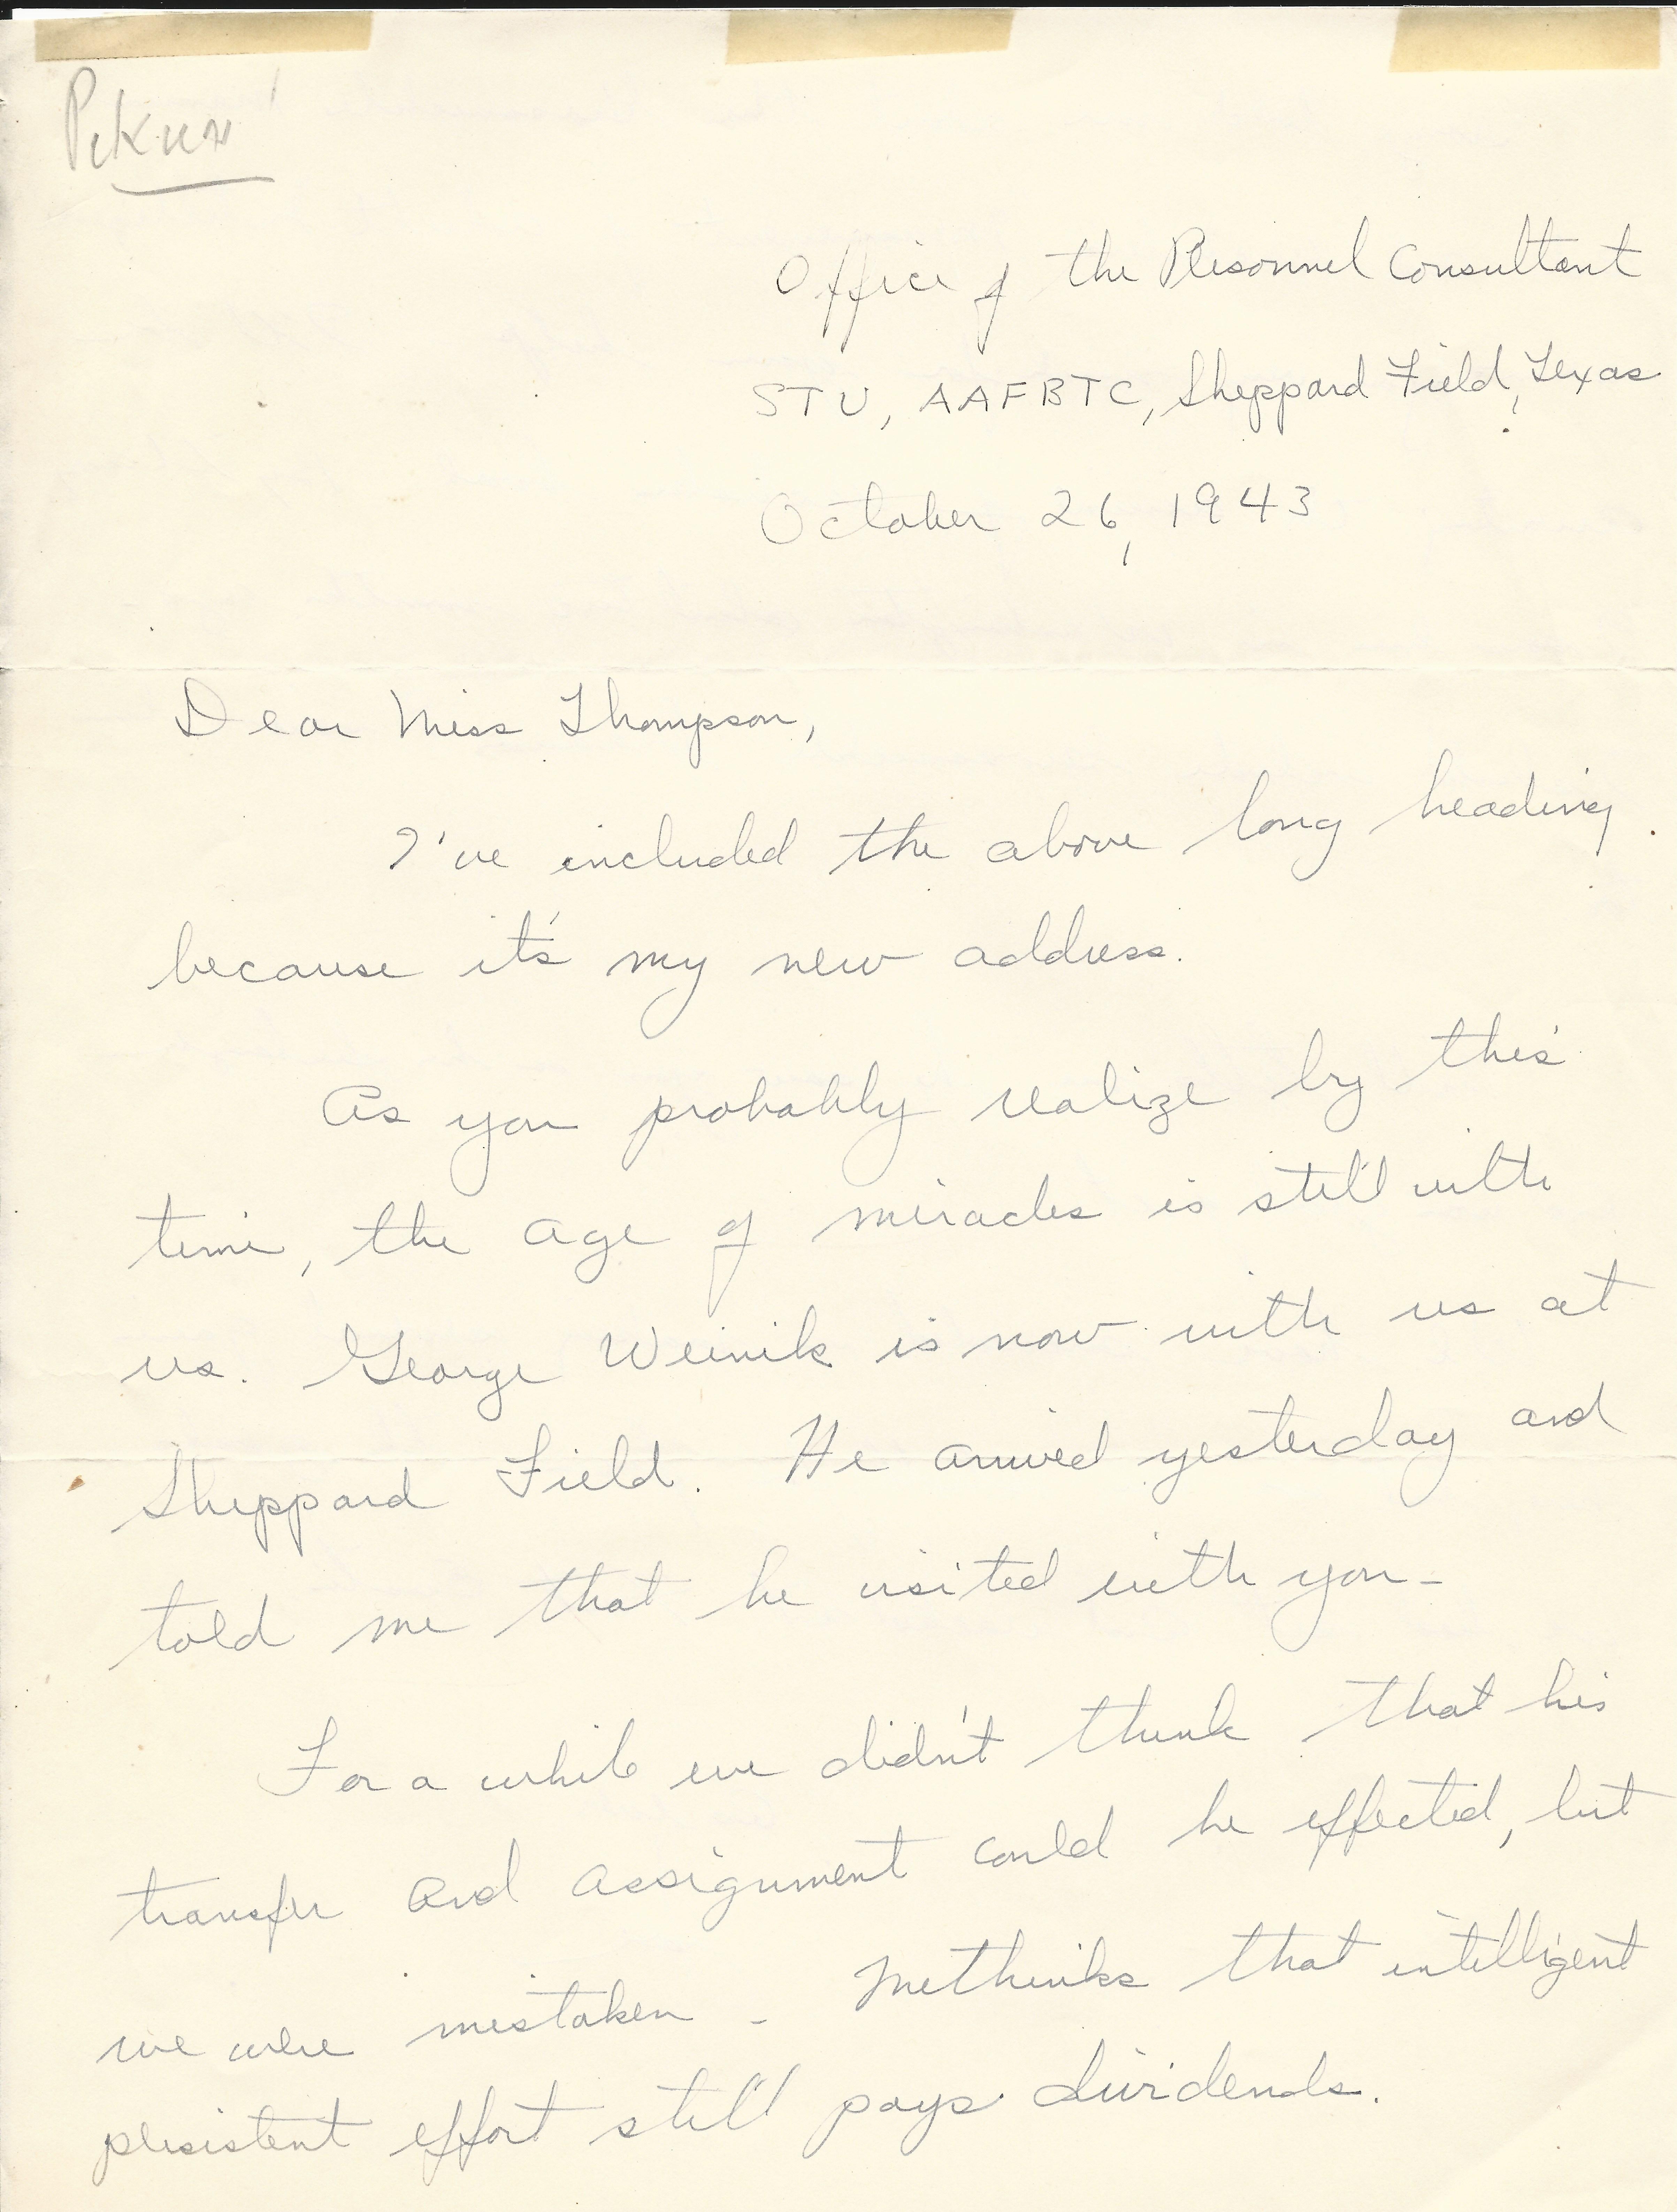 Office of the Personnel Consultant
STU, AAFBTC, Sheppard Field, Texas
October 26, 1943
Dear Miss Thompson,
I've included the above long heading
because it's my new address.
As you probably realize by this
time, the age of miracles is still with
us. George Weinik is now with us at
Sheppard Field. He arrived yesterday and
told me that he visited with you-
For a while we didn't think that his
transfer and assignment could be effected, but
we were mistaken - Methinks that intelligent
persistent effort still pays dividends.